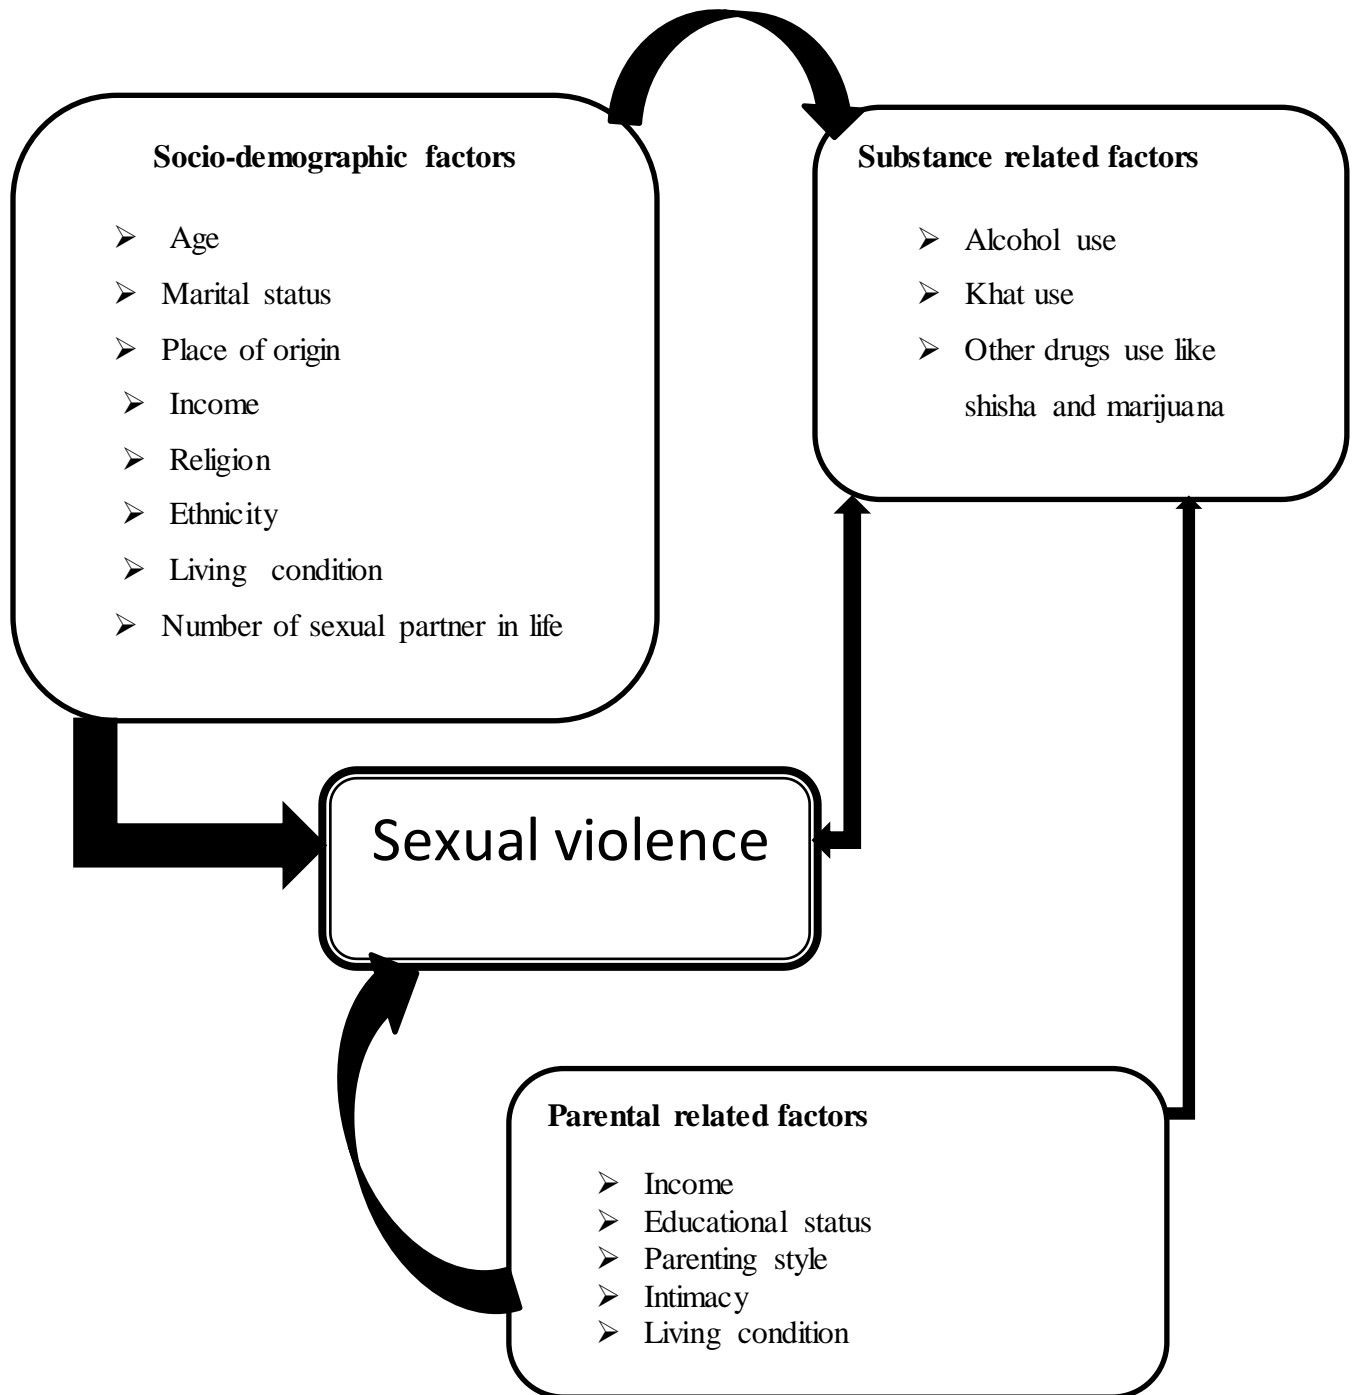 Socio-demographic factors
➢ Age
➢ Marital status
➢ Place of origin
➢ Income
➢ Religion
➢ Ethnicity
➢ Living condition
➢ Number of sexual partner in life
Substance related factors
➢ Alcohol use
➢ Khat use
➢ Other drugs use like
shisha and marijuana
Sexual violence
Parental related factors
➢ Income
➢ Educational status
➢ Parenting style
➢ Intimacy
➢ Living condition